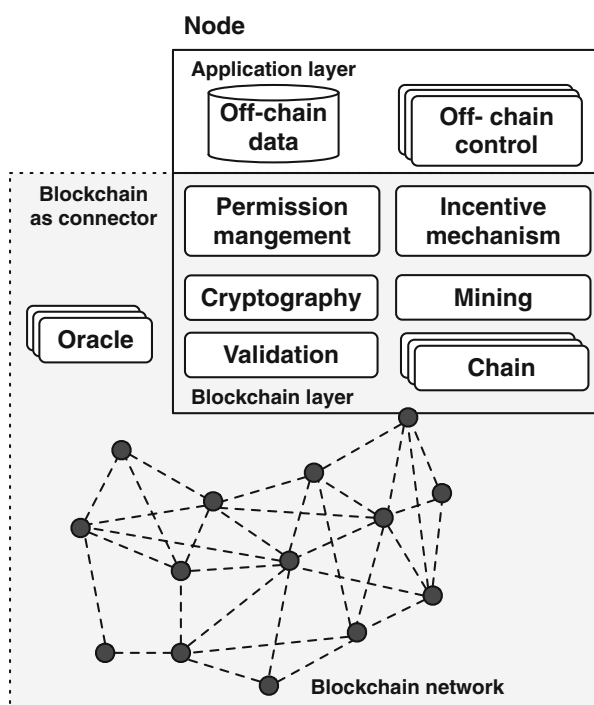 Node
Application layer
Off-chain
data
Off- chain
control
Blockchain
as connector
Permission
mangement
Incentive
mechanism
Cryptography
Mining
Oracle
Validation
Chain
Blockchain layer
Blockchain network